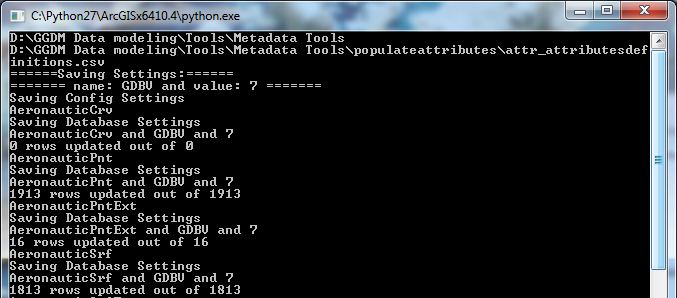 C:\Python27\ArcGISx6410.4\python.exe
D:\GGDM Data modeling\Tools\Metadata Tools
D:\GGDM Data modeling\Tools\Metadata Tools\populateattributes\attr_attributesdef
initions.csv
======Saving Settings:======
======= name: GDBV and value: 7 =======
Saving Config Settings
AeronauticCrv
Saving Database Settings
AeronauticCrv and GDBV and 7
0 rows updated out of 0
AeronauticPnt
Saving Database Settings
AeronauticPnt and GDBV and 7
1913 rows updated out of 1913
AeronauticPntExt
Saving Database Settings
AeronauticPntExt and GDBV and 7
16 rows updated out of 16
AeronauticSrf
Saving Database Settings
AeronauticSrf and GDBV and 7
1813 rows updated out of 1813